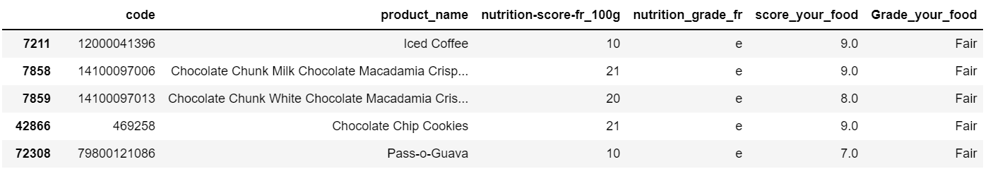 code product_name nutrition-score-fr_100g nutrition_grade_fr score_your_food Grade_your_food
7211 12000041396 Iced Coffee 10 e 9.0 Fair
7858 14100097006 Chocolate Chunk Milk Chocolate Macadamia Crisp... 21 e 9.0 Fair
7859 14100097013 Chocolate Chunk White Chocolate Macadamia Cris... 20 e 8.0 Fair
42866 469258 Chocolate Chip Cookies 21 e 9.0 Fair
72308 79800121086 Pass-o-Guava 10 e 7.0 Fair